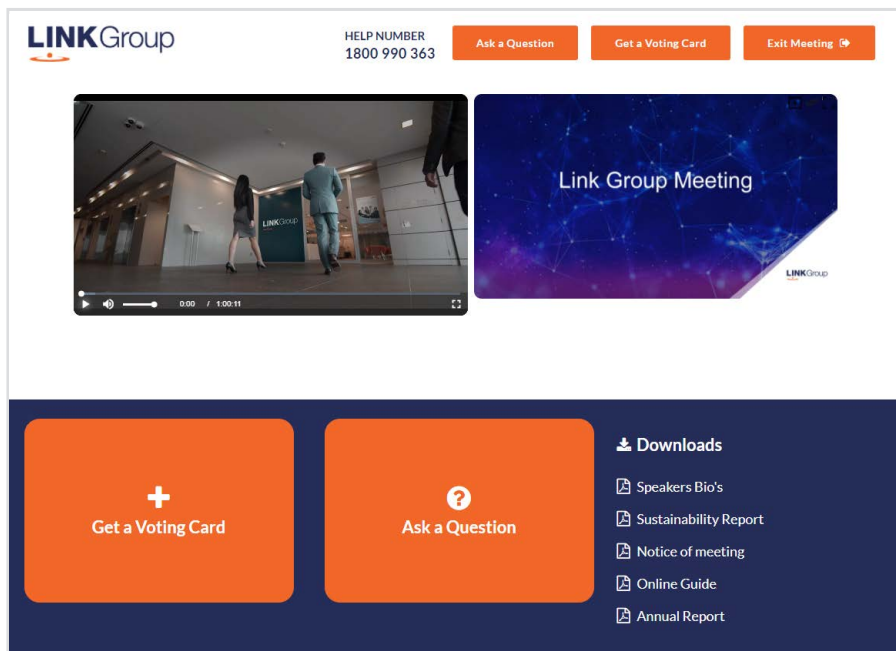 LINKGroup
HELP NUMBER
1800 990 363
Ask a Question
Get a Voting Card
Exit Meeting
LINKGroup
0:00 / 1:00:11
Link Group Meeting
LINKGroup
Get a Voting Card
Ask a Question
Downloads
Speakers Bio's
Sustainability Report
Notice of meeting
Online Guide
Annual Report